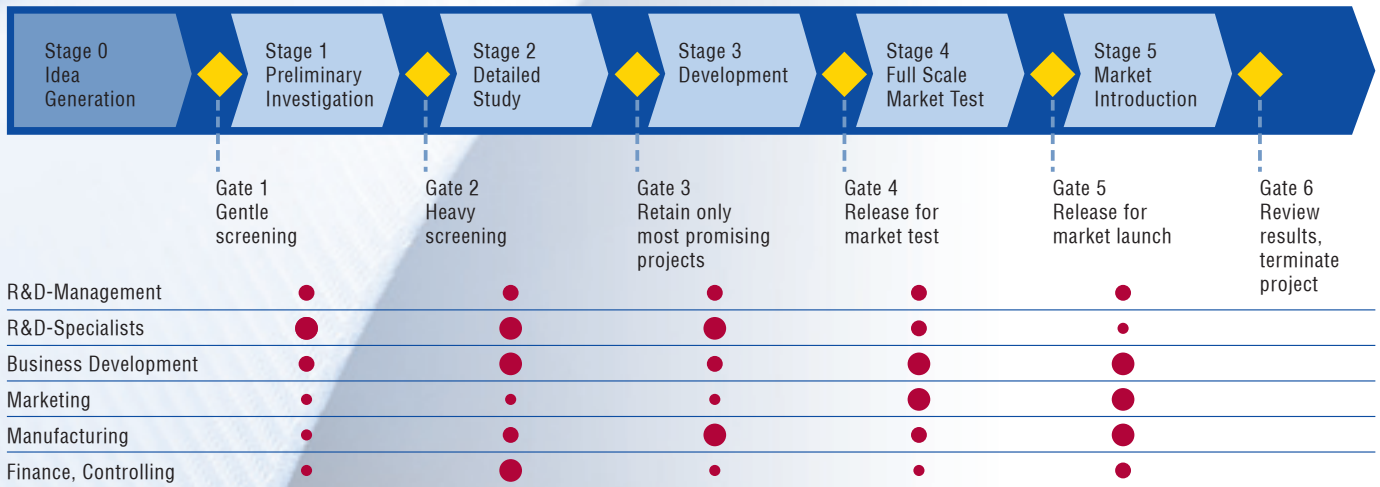 Stage 0
Idea
Generation
Stage 1
Preliminary
Investigation
Stage 2
Detailed
Study
Stage 3
Development
Stage 4
Full Scale
Market Test
Stage 5
Market
Introduction
Gate 1
Gentle
screening
Gate 2
Heavy
screening
Gate 3
Retain only
most promising
projects
Gate 4
Release for
market test
Gate 5
Release for
market launch
Gate 6
Review
results,
terminate
project
R&D-Management
R&D-Specialists
Business Development
Marketing
Manufacturing
Finance, Controlling